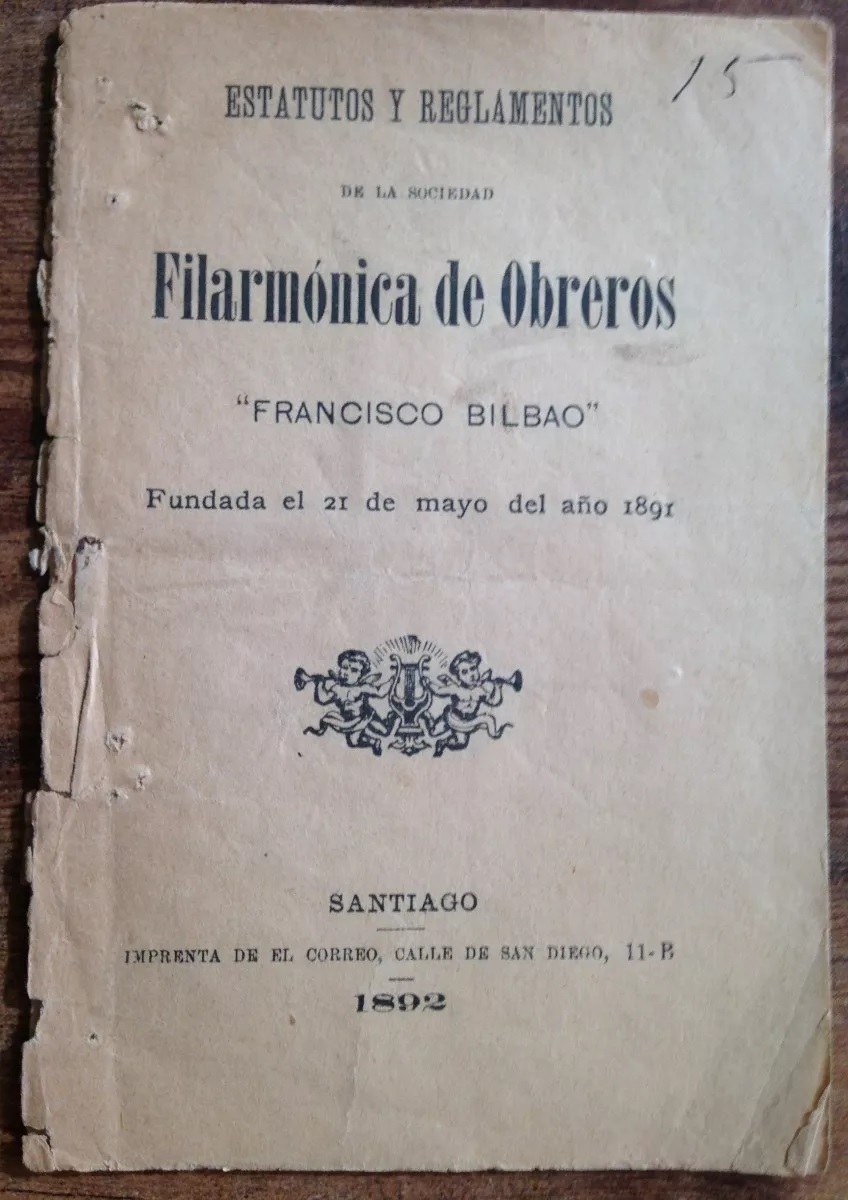 15
ESTATUTOS Y REGLAMENTOS
DE LA SOCIEDAD
Filarmónica de Obreros
“FRANCISCO BILBAO”
Fundada el 21 de mayo del año 1891
SANTIAGO
IMPRENTA DE EL CORREO, CALLE DE SAN DIEGO, 11-B
1892